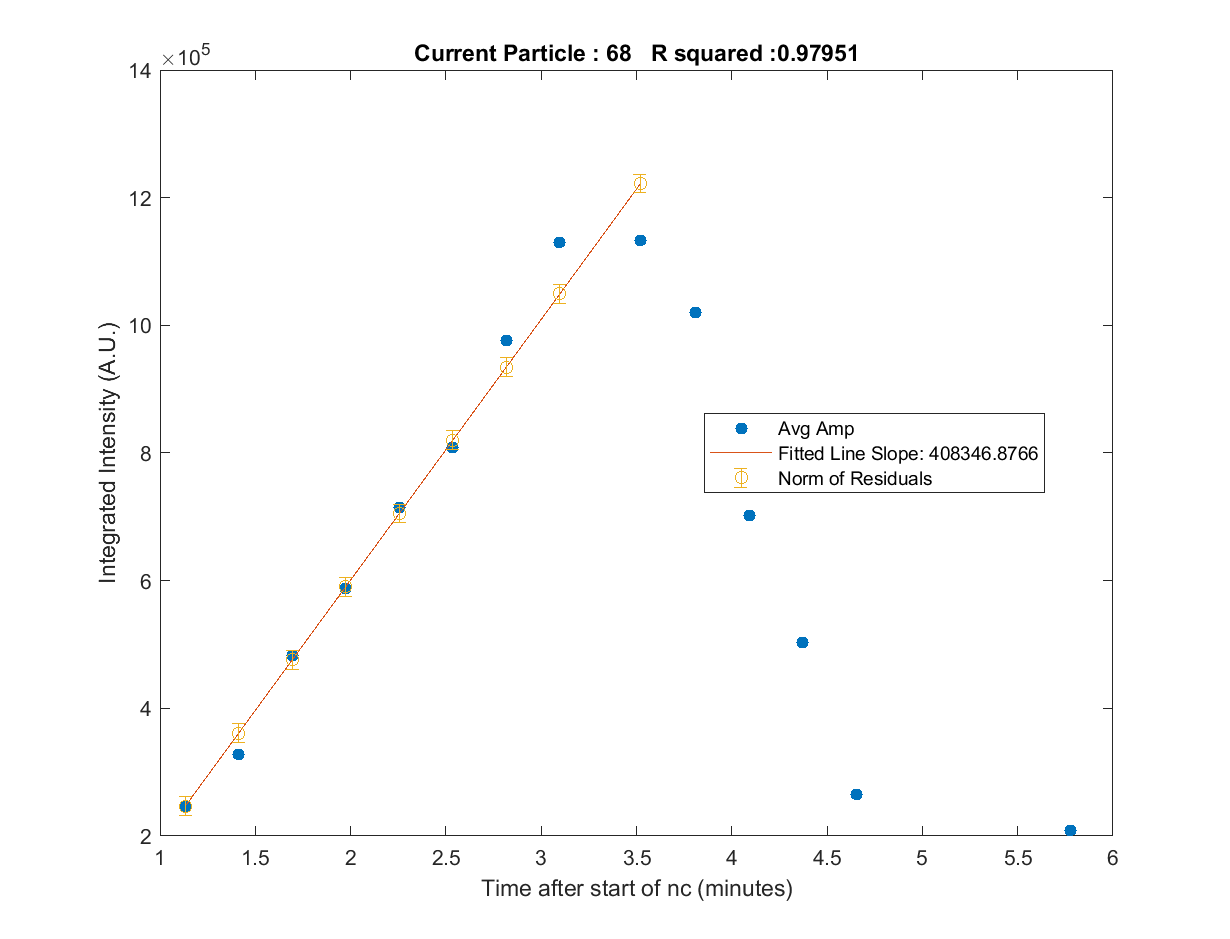 Current Particle : 68 R squared :0.97951
×10^5
14
12
10
8
6
4
2
Integrated Intensity (A.U.)
Avg Amp
Fitted Line Slope: 408346.8766
Norm of Residuals
1 1.5 2 2.5 3 3.5 4 4.5 5 5.5 6
Time after start of nc (minutes)